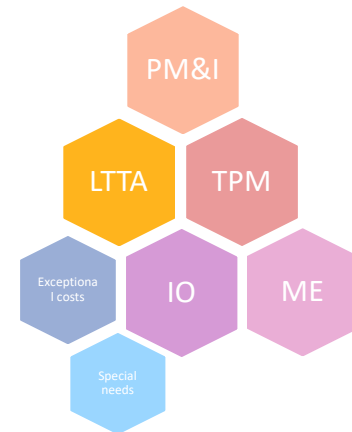 PM&I
LTTA
TPM
Exceptiona
l costs
IO
ME
Special
needs